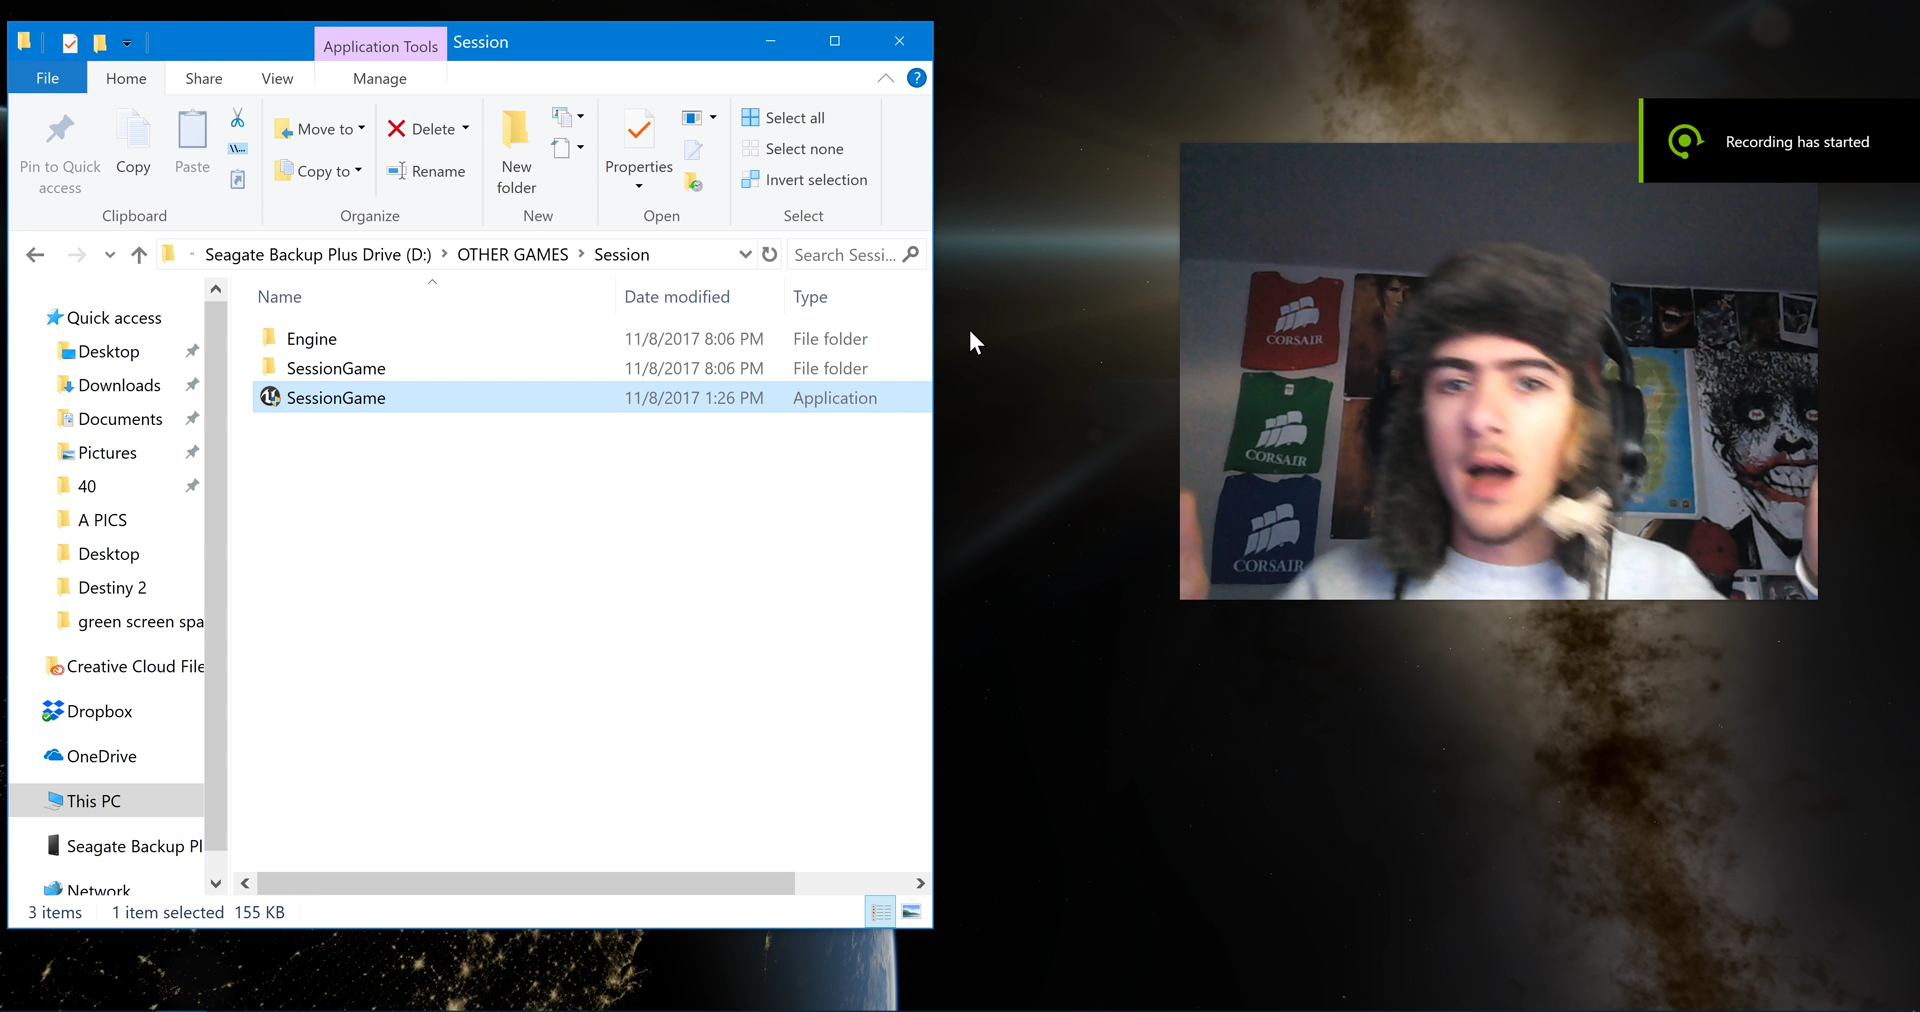 Application Tools
Session
File
Home
Share
View
Manage
Pin to Quick access
Copy
Paste
Clipboard
Move to
Copy to
Delete
Rename
Organize
New folder
New
Properties
Open
Select all
Select none
Invert selection
Select
Seagate Backup Plus Drive (D:) > OTHER GAMES > Session
Search Sessi...
Name Date modified Type
Engine 11/8/2017 8:06 PM File folder
SessionGame 11/8/2017 8:06 PM File folder
SessionGame 11/8/2017 1:26 PM Application
Quick access
Desktop
Downloads
Documents
Pictures
40
A PICS
Desktop
Destiny 2
green screen spa
Creative Cloud File
Dropbox
OneDrive
This PC
Seagate Backup Pl
Network
3 items 1 item selected 155 KB
Recording has started
CORSAIR
CORSAIR
CORSAIR